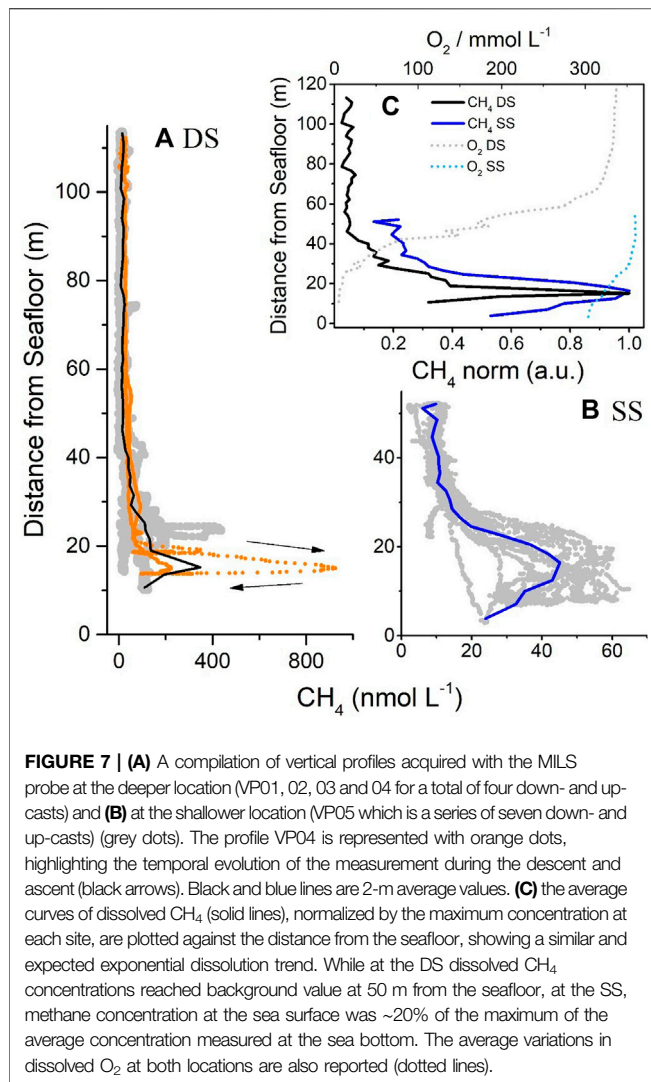 O₂ / mmol L⁻¹
0 100 200 300
A DS
C
CH₄ DS
CH₄ SS
O₂ DS
O₂ SS
Distance from Seafloor (m)
120
100
80
60
40
20
0
0.2 0.4 0.6 0.8 1.0
CH₄ norm (a.u.)
Distance from Seafloor (m)
100
80
60
40
20
0
0 400 800
B SS
40
20
0
0 20 40 60
CH₄ (nmol L⁻¹)
FIGURE 7 | (A) A compilation of vertical profiles acquired with the MILS
probe at the deeper location (VP01, 02, 03 and 04 for a total of four down- and up-
casts) and (B) at the shallower location (VP05 which is a series of seven down- and
up-casts) (grey dots). The profile VP04 is represented with orange dots,
highlighting the temporal evolution of the measurement during the descent and
ascent (black arrows). Black and blue lines are 2-m average values. (C) the average
curves of dissolved CH₄ (solid lines), normalized by the maximum concentration at
each site, are plotted against the distance from the seafloor, showing a similar and
expected exponential dissolution trend. While at the DS dissolved CH₄
concentrations reached background value at 50 m from the seafloor, at the SS,
methane concentration at the sea surface was ~20% of the maximum of the
average concentration measured at the sea bottom. The average variations in
dissolved O₂ at both locations are also reported (dotted lines).